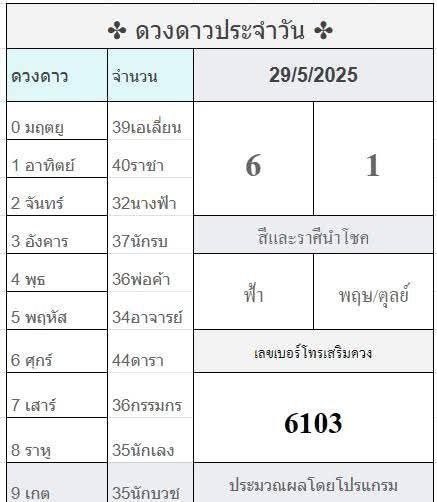 ✤ ดวงดาวประจำวัน ✤
ดวงดาว จำนวน 29/5/2025
0 มฤตยู 39เอเลี่ยน
1 อาทิตย์ 40ราชา 6 1
2 จันทร์ 32นางฟ้า
3 อังคาร 37นักรบ สีและราศีนำโชค
4 พุธ 36พ่อค้า ฟ้า พฤษ/ตุลย์
5 พฤหัส 34อาจารย์
6 ศุกร์ 44ดารา เลขเบอร์โทรเสริมดวง
7 เสาร์ 36กรรมกร 6103
8 ราหู 35นักเลง
9 เกตุ 35นักบวช ประมวณผลโดยโปรแกรม